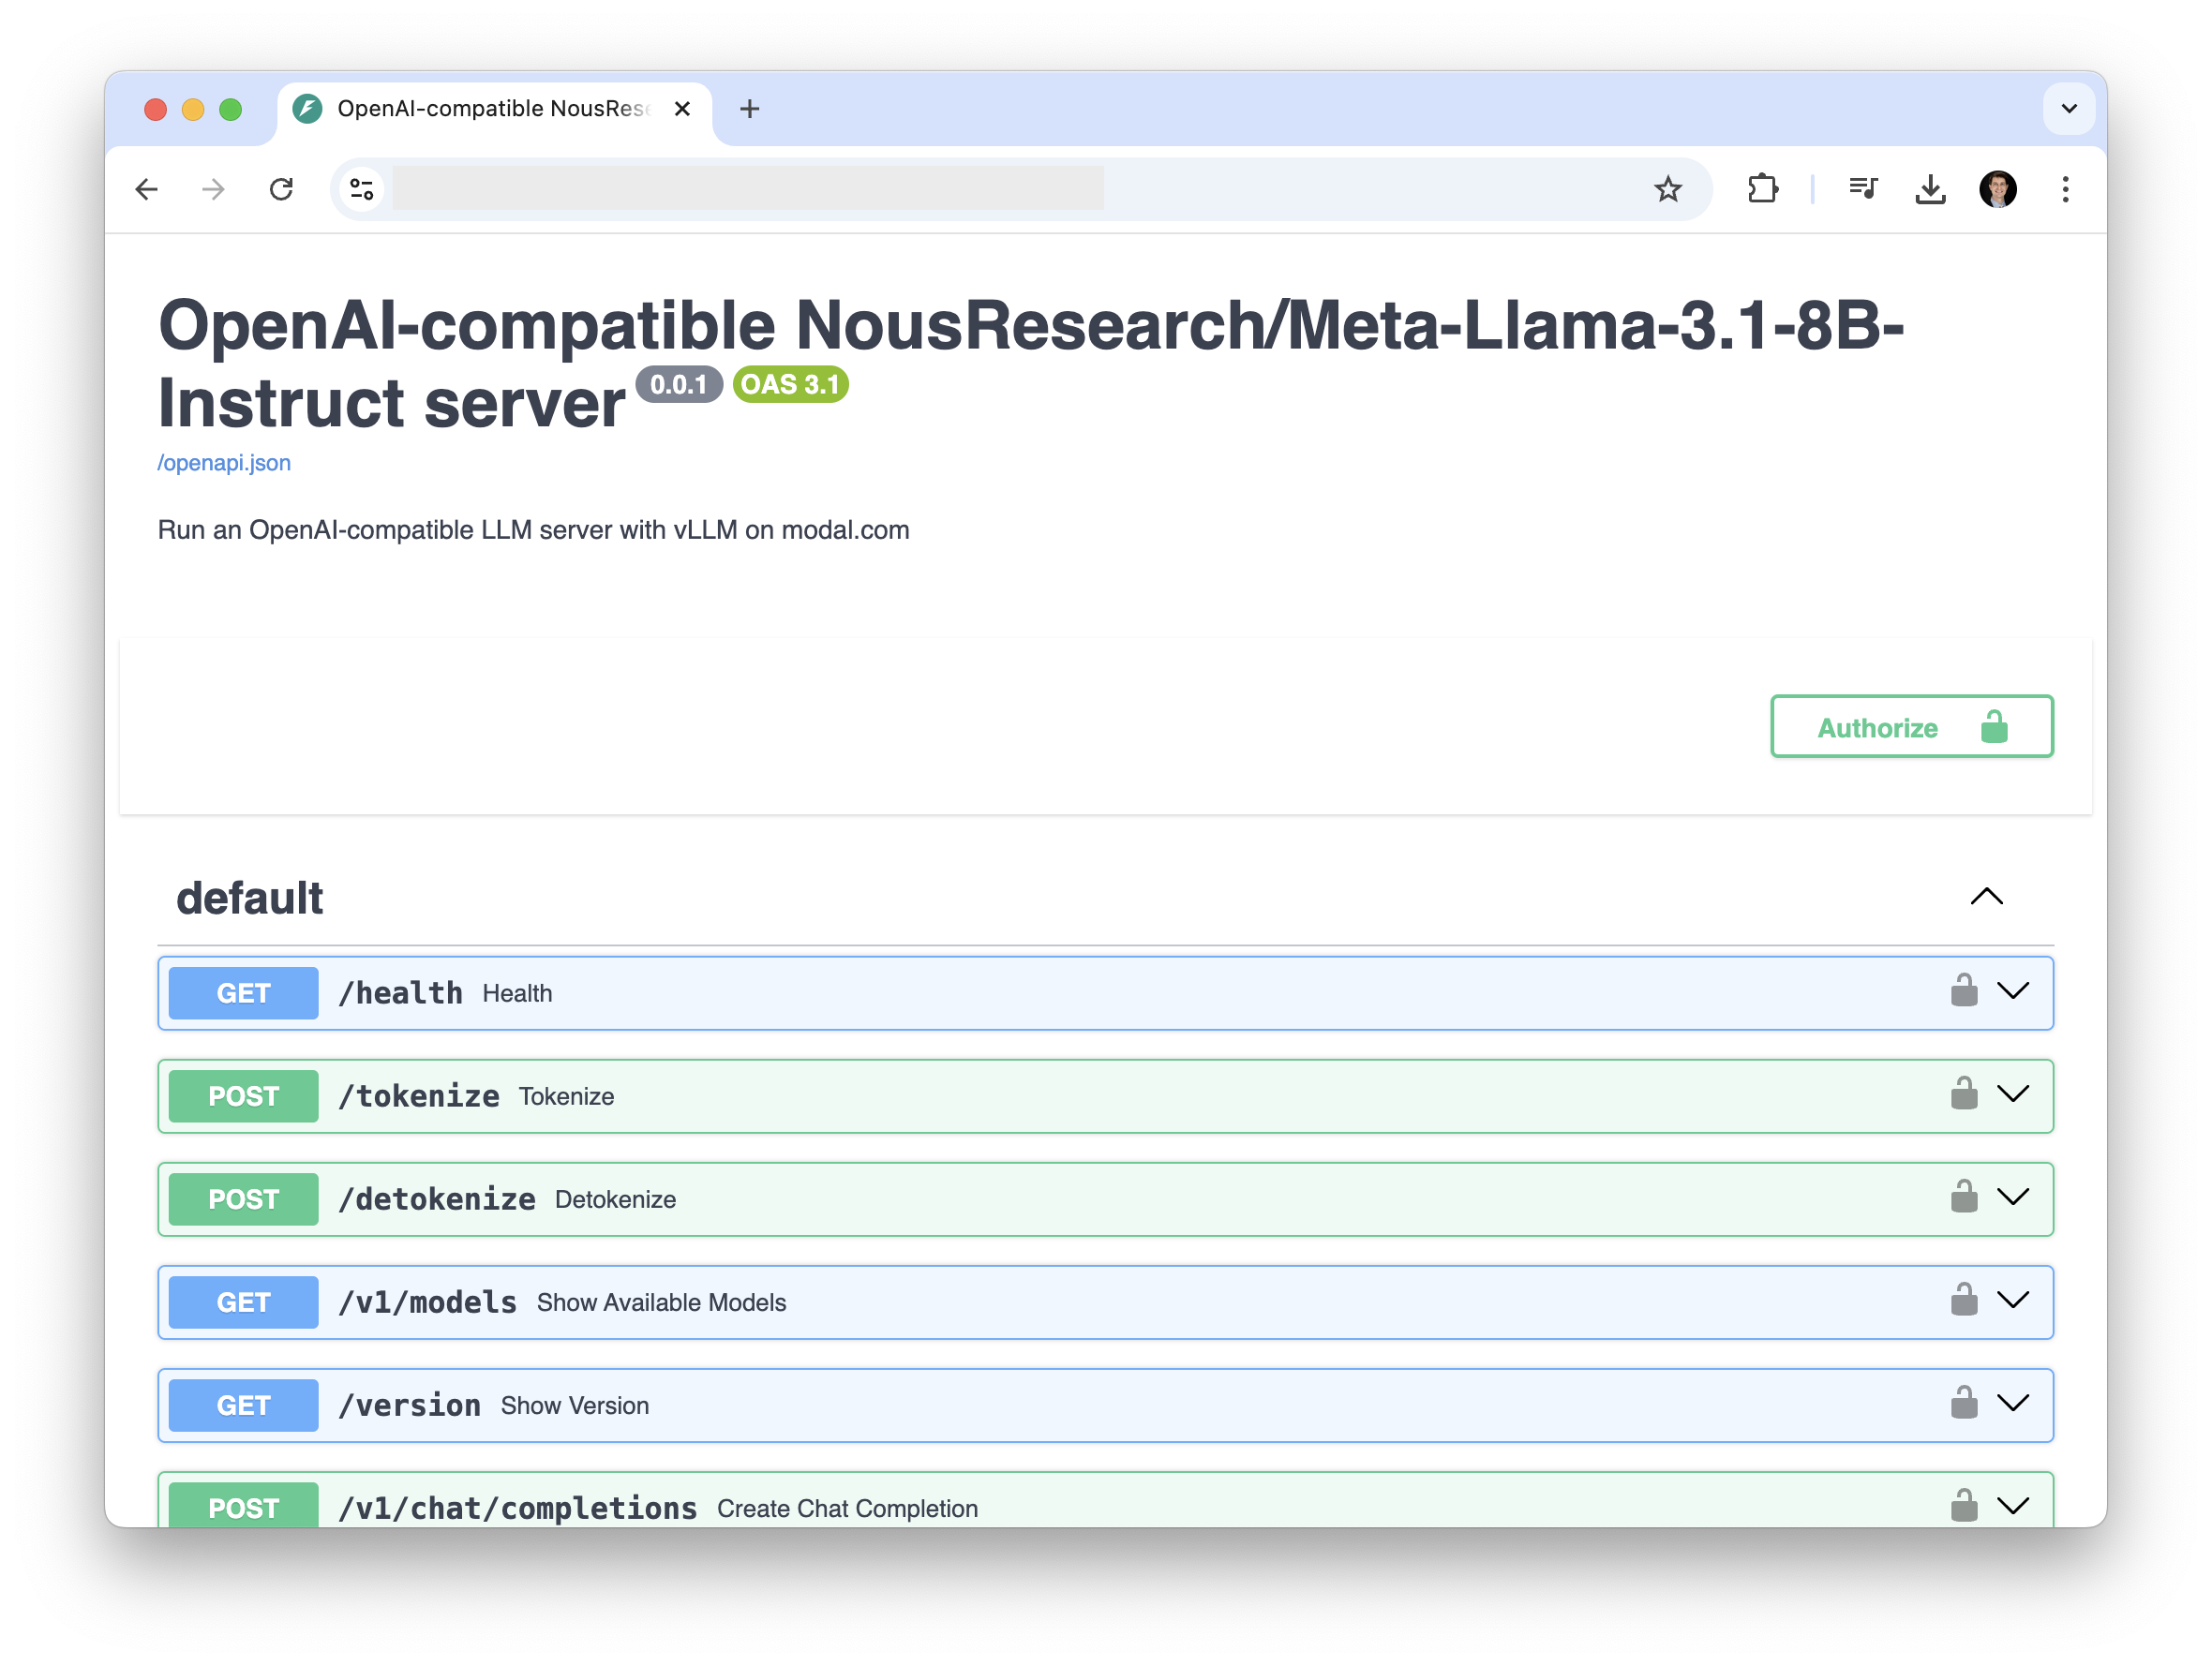 OpenAI-compatible NousRes
OpenAI-compatible NousResearch/Meta-Llama-3.1-8B-
Instruct server 0.0.1 OAS 3.1
/openapi.json
Run an OpenAI-compatible LLM server with vLLM on modal.com
Authorize
default
GET /health Health
POST /tokenize Tokenize
POST /detokenize Detokenize
GET /v1/models Show Available Models
GET /version Show Version
POST /v1/chat/completions Create Chat Completion